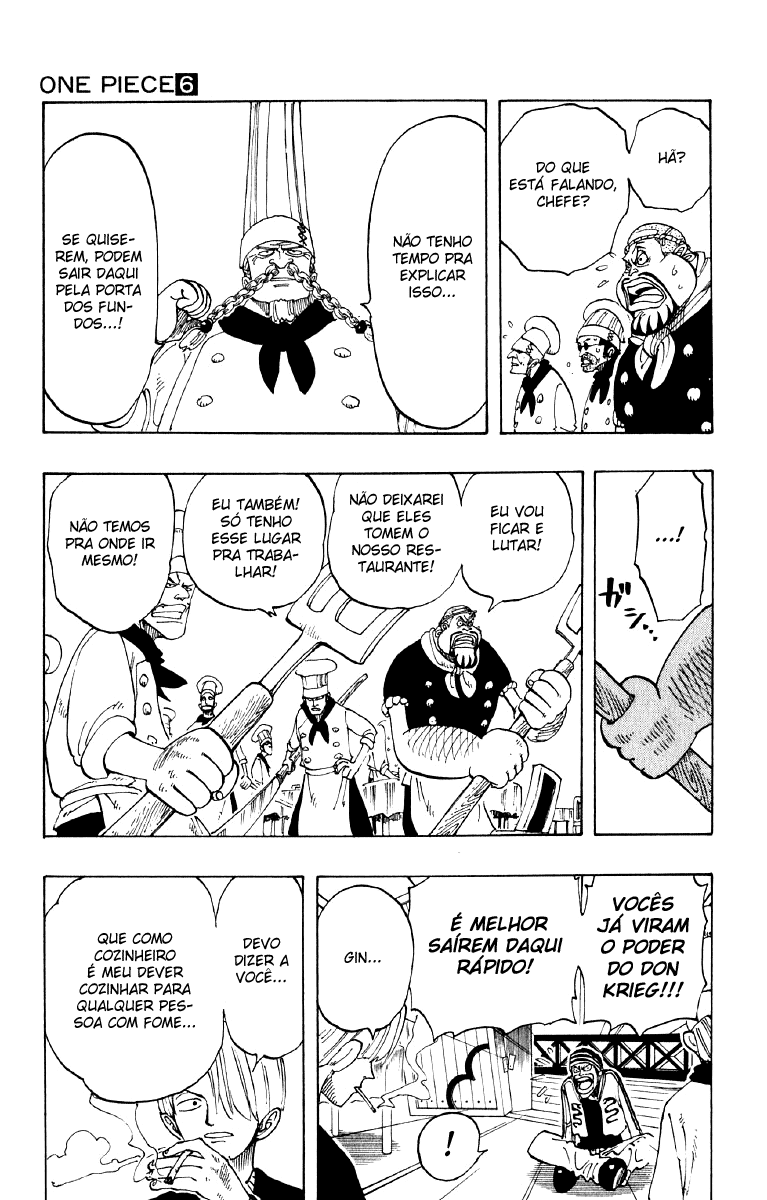 ONE PIECE 6
HÃ?
DO QUE
ESTÁ FALANDO,
CHEFE?
NÃO TENHO
TEMPO PRA
EXPLICAR
ISSO...
SE QUISE-
REM, PODEM
SAIR DAQUI
PELA PORTA
DOS FUN-
DOS...!
...!
ガ
シ...
EU VOU
FICAR E
LUTAR!
NÃO DEIXAREI
QUE ELES
TOMEM O
NOSSO RES-
TAURANTE!
EU TAMBÉM!
SÓ TENHO
ESSE LUGAR
PRA TRABA-
LHAR!
NÃO TEMOS
PRA ONDE IR
MESMO!
VOCÊS
JÁ VIRAM
O PODER
DO DON
KRIEG!!!
É MELHOR
SAÍREM DAQUI
RÁPIDO!
GIN...
!
DEVO
DIZER A
VOCÊ...
QUE COMO
COZINHEIRO
É MEU DEVER
COZINHAR PARA
QUALQUER PES-
SOA COM FOME...